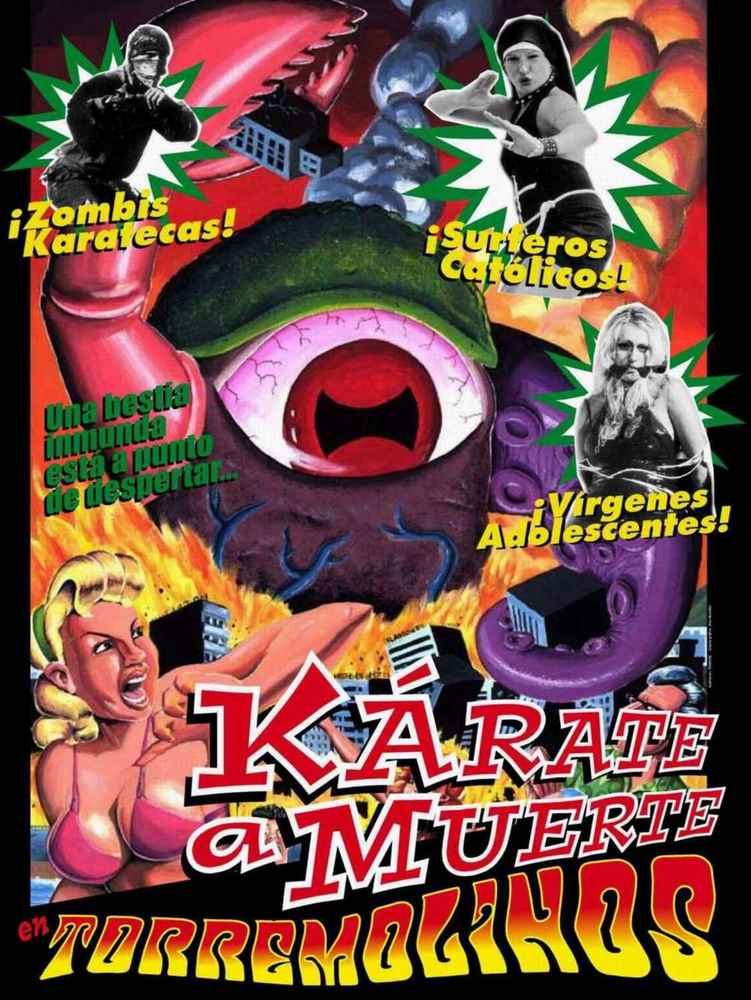 ¡Zombis
Karatecas!
¡Surferos
Católicos!
Una bestia
inmunda
está a punto
de despertar...
¡Vírgenes
Adolescentes!
KÁRATE
a MUERTE
en TORREMOLINOS